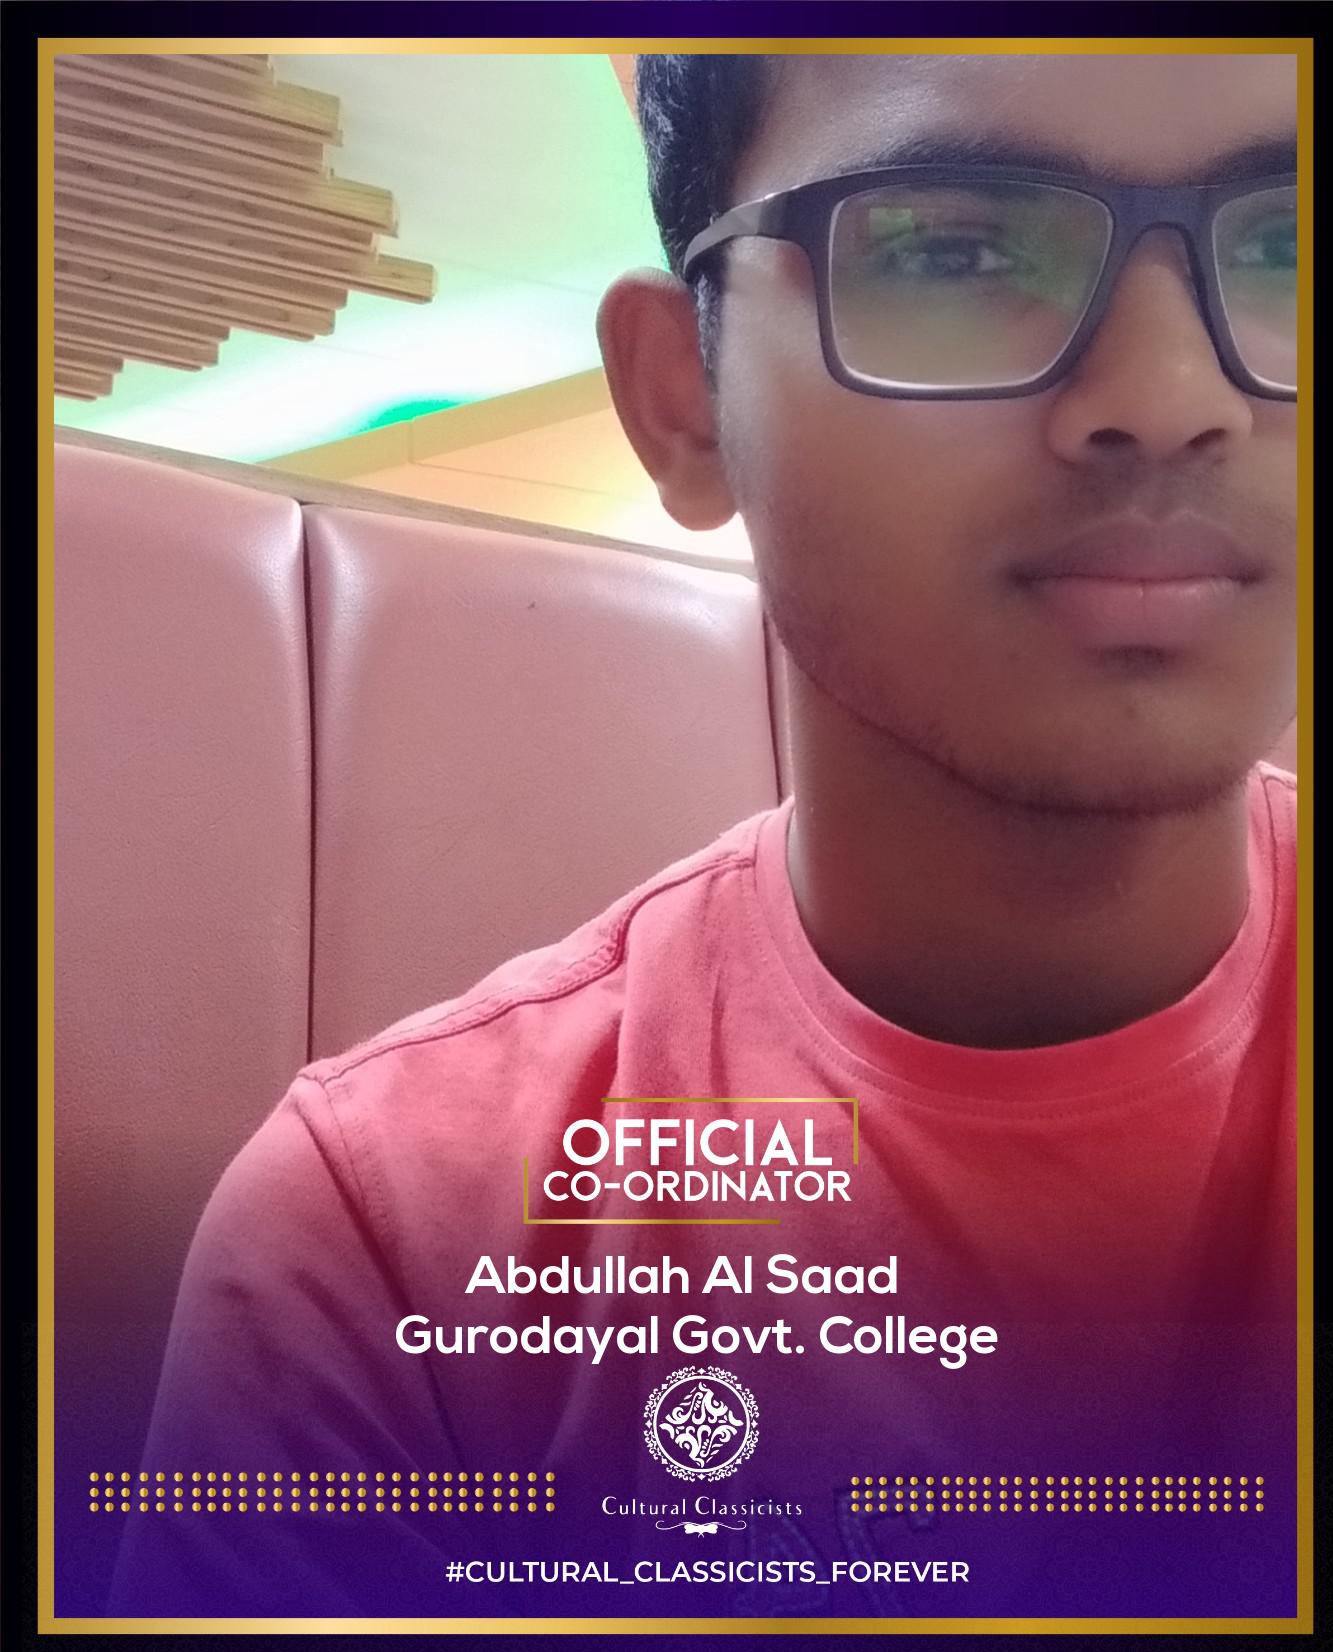 OFFICIAL
CO-ORDINATOR
Abdullah Al Saad
Gurodayal Govt. College
Cultural Classicists
#CULTURAL_CLASSICISTS_FOREVER